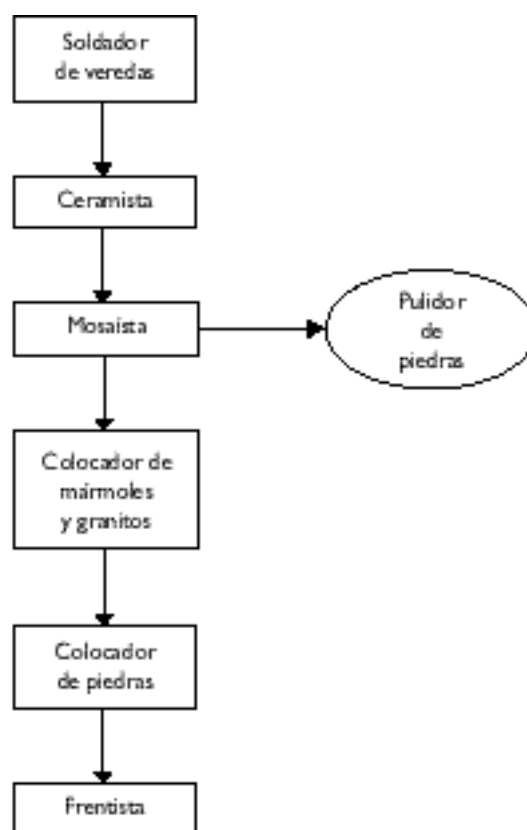 Soldador
de veredas
Ceramista
Mosaísta
Pulidor
de
piedras
Colocador de
mármoles
y granitos
Colocador
de piedras
Frentista